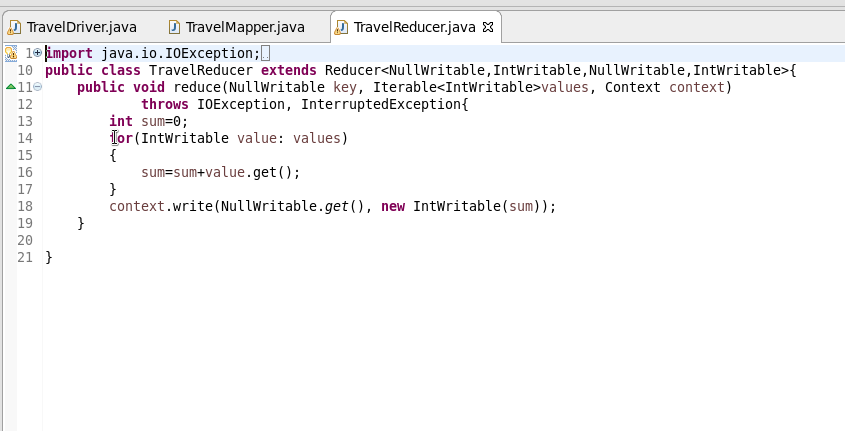 TravelDriver.java TravelMapper.java TravelReducer.java
1 import java.io.IOException;
10 public class TravelReducer extends Reducer<NullWritable,IntWritable,NullWritable,IntWritable>{
11 public void reduce(NullWritable key, Iterable<IntWritable>values, Context context)
12 throws IOException, InterruptedException{
13 int sum=0;
14 for(IntWritable value: values)
15 {
16 sum=sum+value.get();
17 }
18 context.write(NullWritable.get(), new IntWritable(sum));
19 }
20
21 }